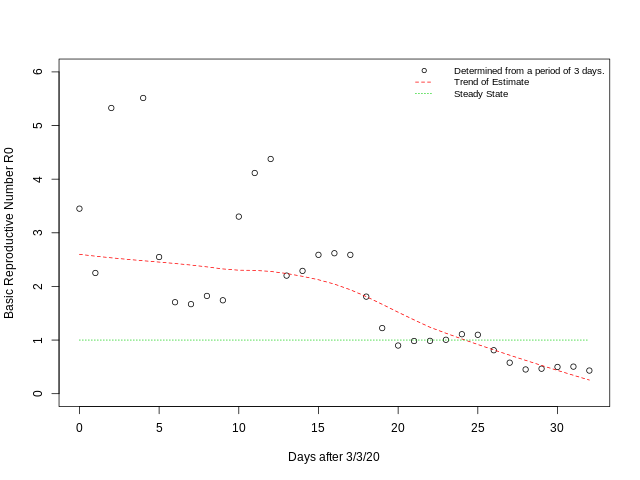 Determined from a period of 3 days.
Trend of Estimate
Steady State
Basic Reproductive Number R0
6
5
4
3
2
1
0
0 5 10 15 20 25 30
Days after 3/3/20